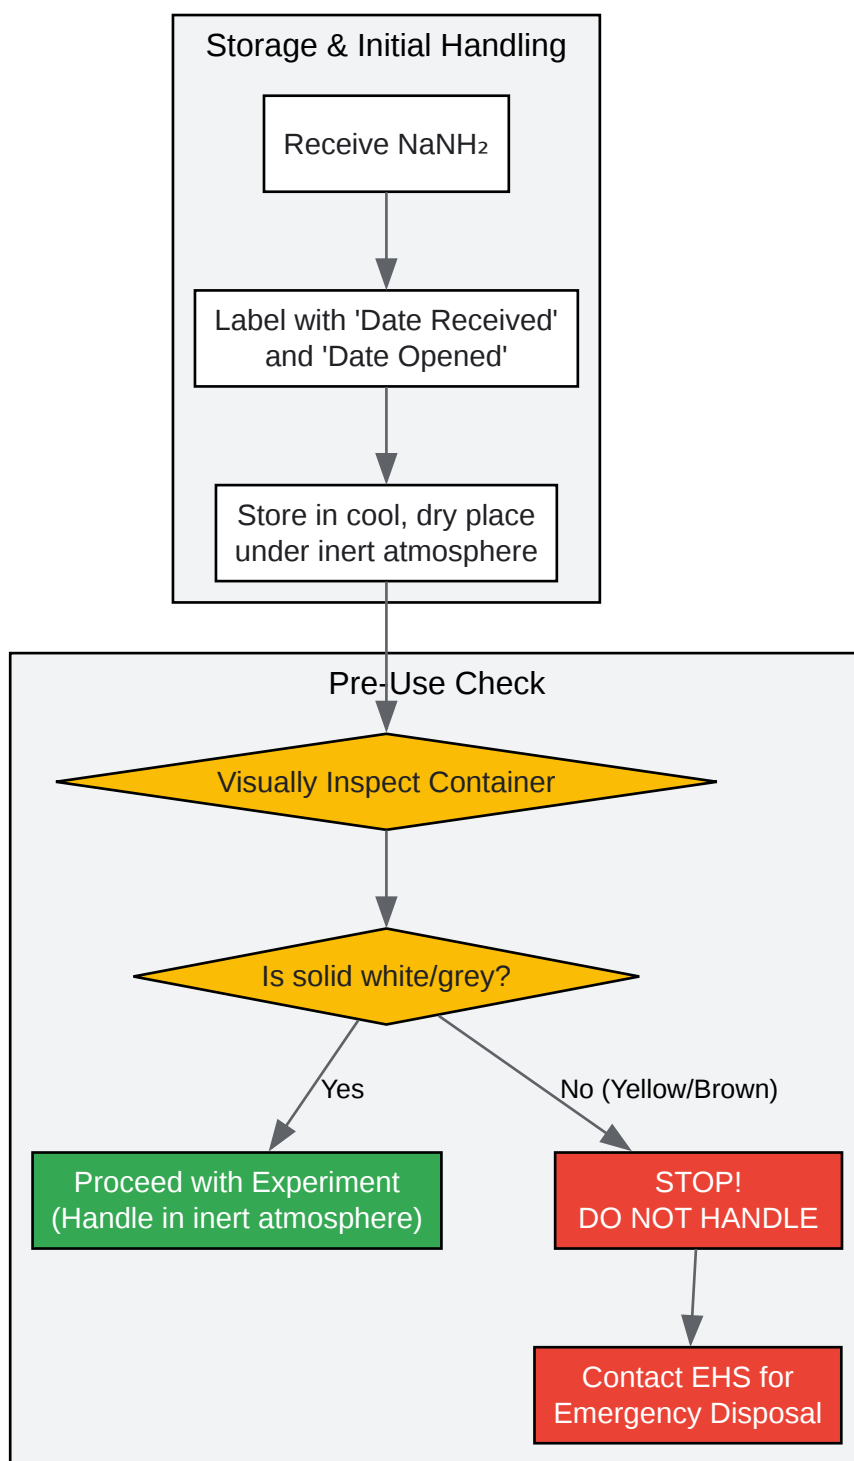 Storage & Initial Handling
Receive NaNH₂
Label with 'Date Received'
and 'Date Opened'
Store in cool, dry place
under inert atmosphere
Pre-Use Check
Visually Inspect Container
Is solid white/grey?
Yes
No (Yellow/Brown)
Proceed with Experiment
(Handle in inert atmosphere)
STOP!
DO NOT HANDLE
Contact EHS for
Emergency Disposal